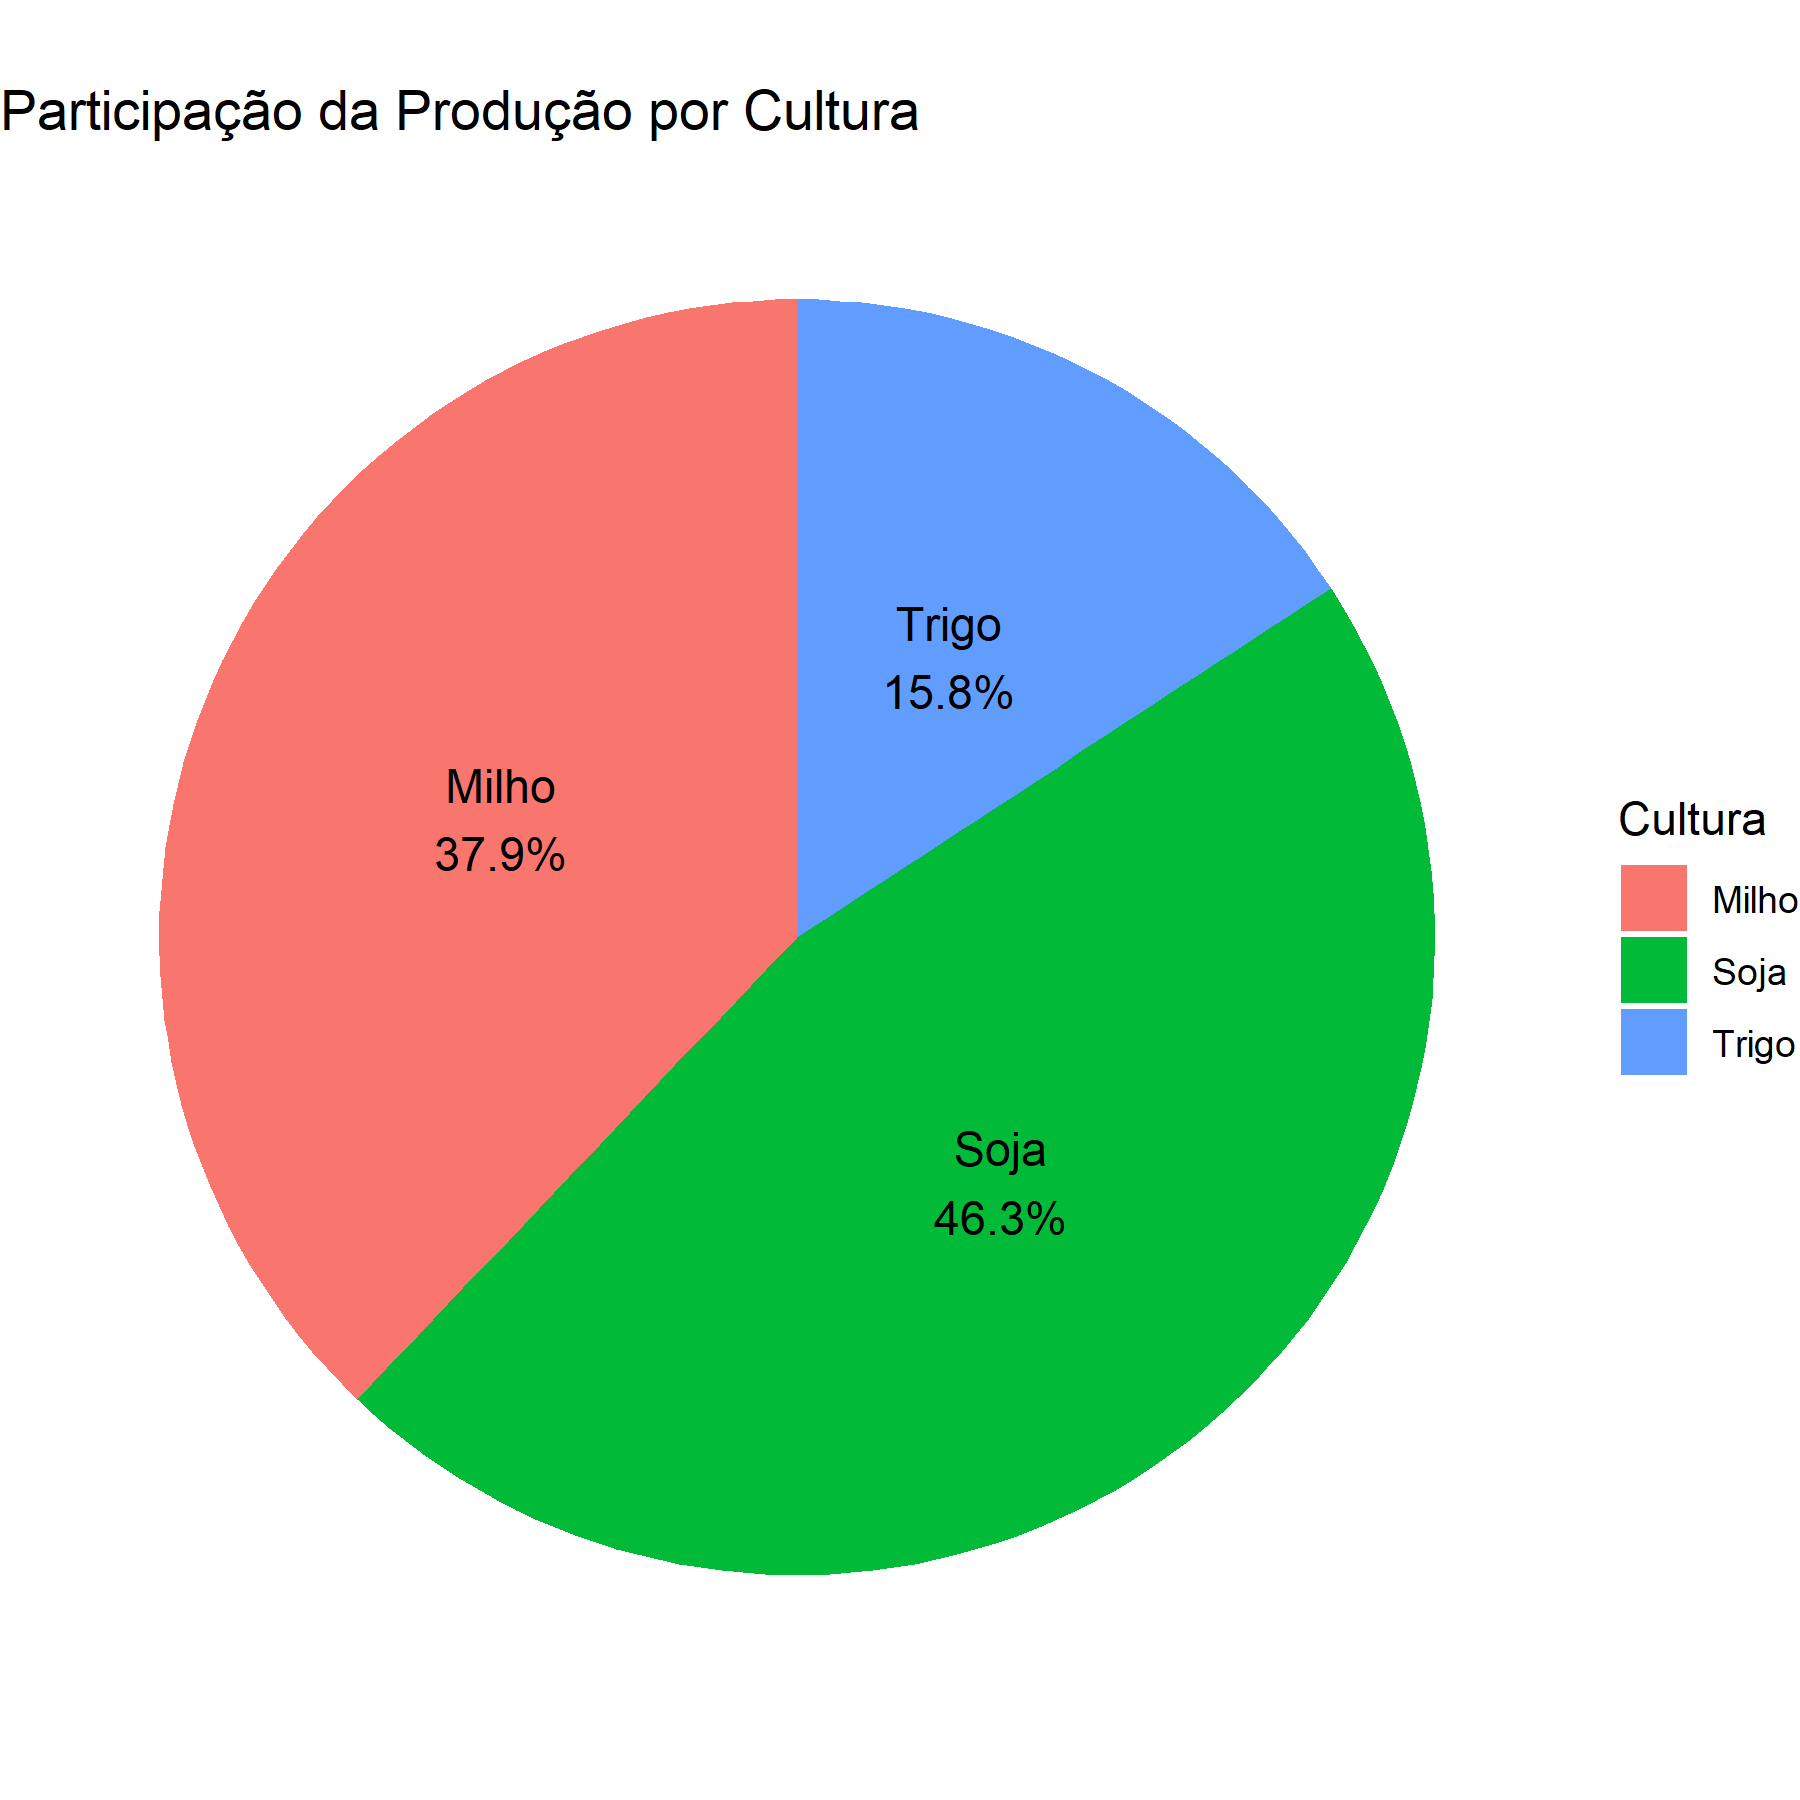 Participação da Produção por Cultura
Trigo
15.8%
Milho
37.9%
Soja
46.3%
Cultura
Milho
Soja
Trigo